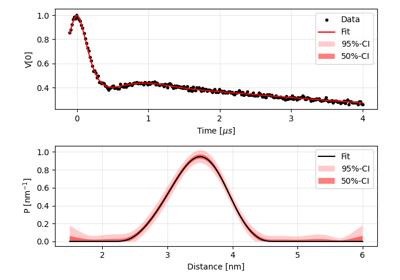 1.0
0.8
0.6
0.4
V[0]
0
1
2
3
4
Time [μs]
Data
Fit
95%-CI
50%-CI
1.0
0.8
0.6
0.4
0.2
0.0
P [nm⁻¹]
2
3
4
5
6
Distance [nm]
Fit
95%-CI
50%-CI